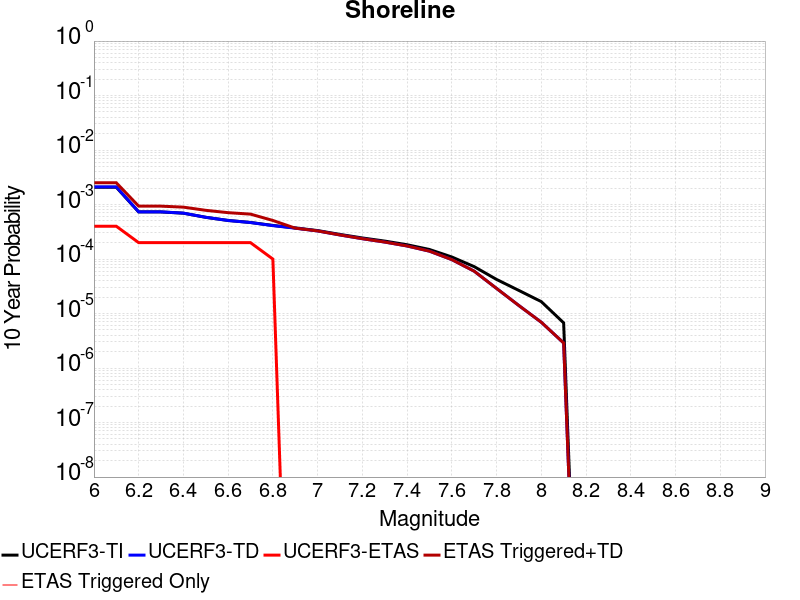 Shoreline
10^0
10^-1
10^-2
10^-3
10^-4
10^-5
10^-6
10^-7
10^-8
10 Year Probability
6 6.2 6.4 6.6 6.8 7 7.2 7.4 7.6 7.8 8 8.2 8.4 8.6 8.8 9
Magnitude
UCERF3-TI UCERF3-TD UCERF3-ETAS ETAS Triggered+TD
ETAS Triggered Only